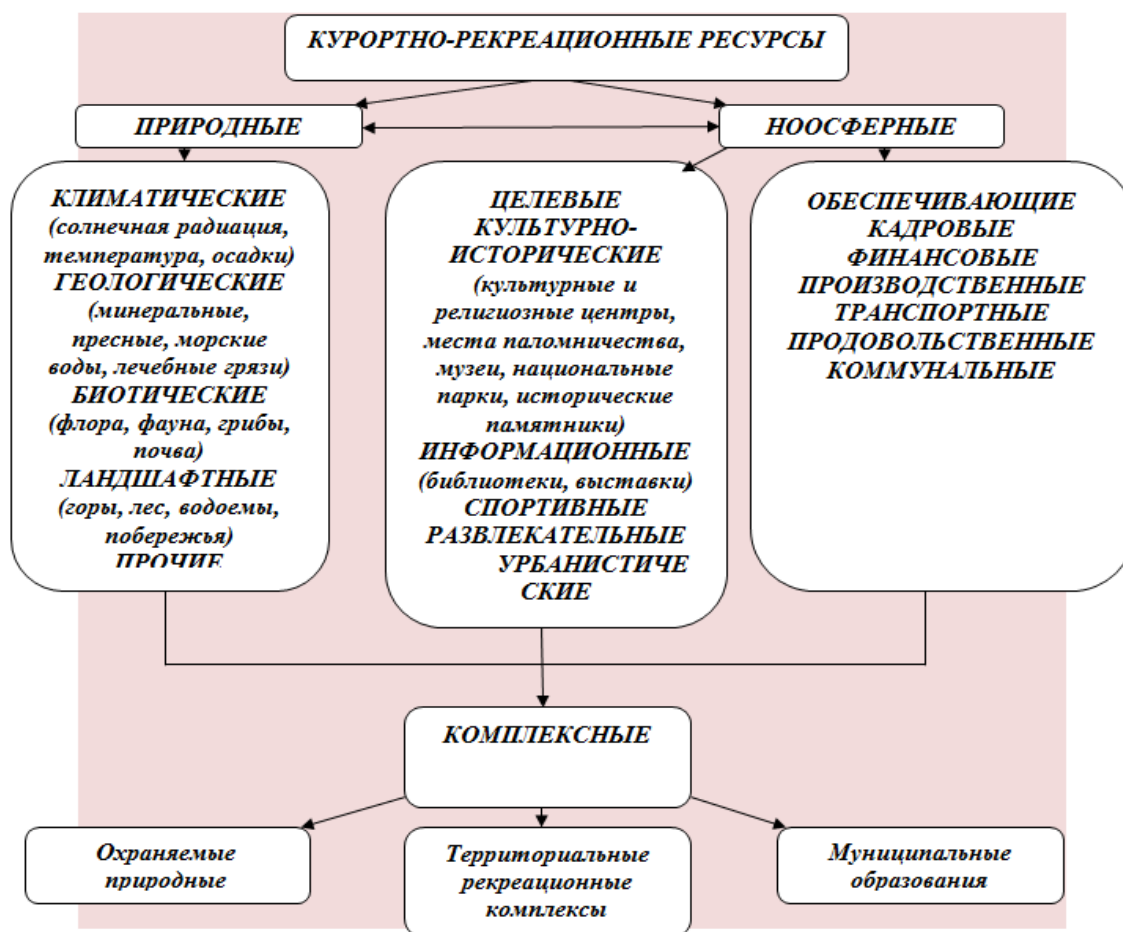 КУРОРТНО-РЕКРЕАЦИОННЫЕ РЕСУРСЫ
ПРИРОДНЫЕ
НООСФЕРНЫЕ
КЛИМАТИЧЕСКИЕ
(солнечная радиация,
температура, осадки)
ГЕОЛОГИЧЕСКИЕ
(минеральные,
пресные, морские
воды, лечебные грязи)
БИОТИЧЕСКИЕ
(флора, фауна, грибы,
почва)
ЛАНДШАФТНЫЕ
(горы, лес, водоемы,
побережья)
ПРОЧИЕ
ЦЕЛЕВЫЕ
КУЛЬТУРНО-
ИСТОРИЧЕСКИЕ
(культурные и
религиозные центры,
места паломничества,
музеи, национальные
парки, исторические
памятники)
ИНФОРМАЦИОННЫЕ
(библиотеки, выставки)
СПОРТИВНЫЕ
РАЗВЛЕКАТЕЛЬНЫЕ
УРБАНИСТИЧЕ
СКИЕ
ОБЕСПЕЧИВАЮЩИЕ
КАДРОВЫЕ
ФИНАНСОВЫЕ
ПРОИЗВОДСТВЕННЫЕ
ТРАНСПОРТНЫЕ
ПРОДОВОЛЬСТВЕННЫЕ
КОММУНАЛЬНЫЕ
КОМПЛЕКСНЫЕ
Охраняемые
природные
Территориальные
рекреационные
комплексы
Муниципальные
образования